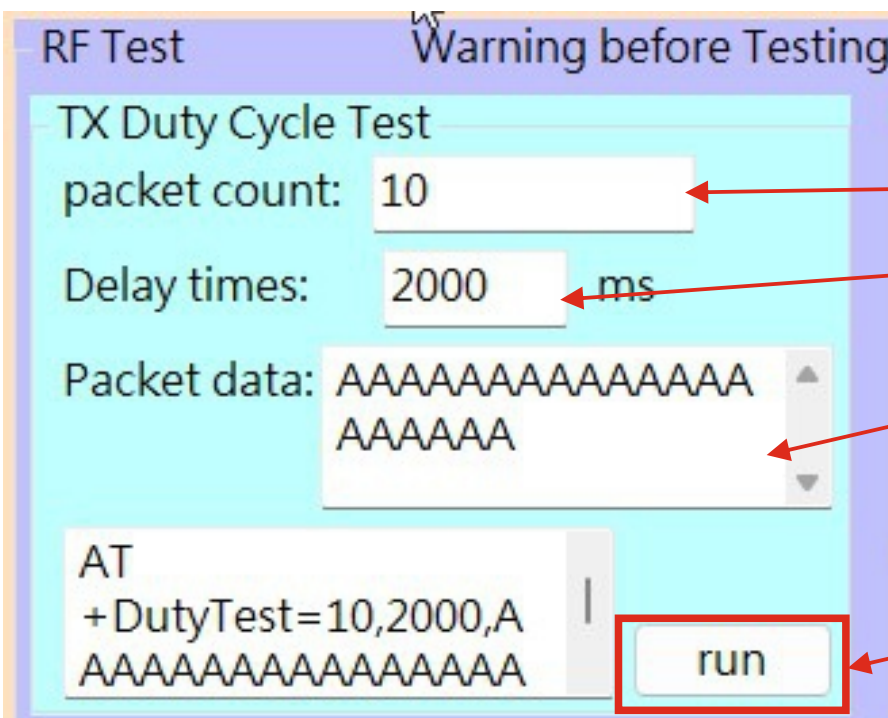 RF Test Warning before Testing
TX Duty Cycle Test
packet count: 10
Delay times: 2000 ms
Packet data: AAAAAAAAAAAAAA
AAAAAA
AT
+DutyTest=10,2000,A
AAAAAAAAAAAAAAA
run